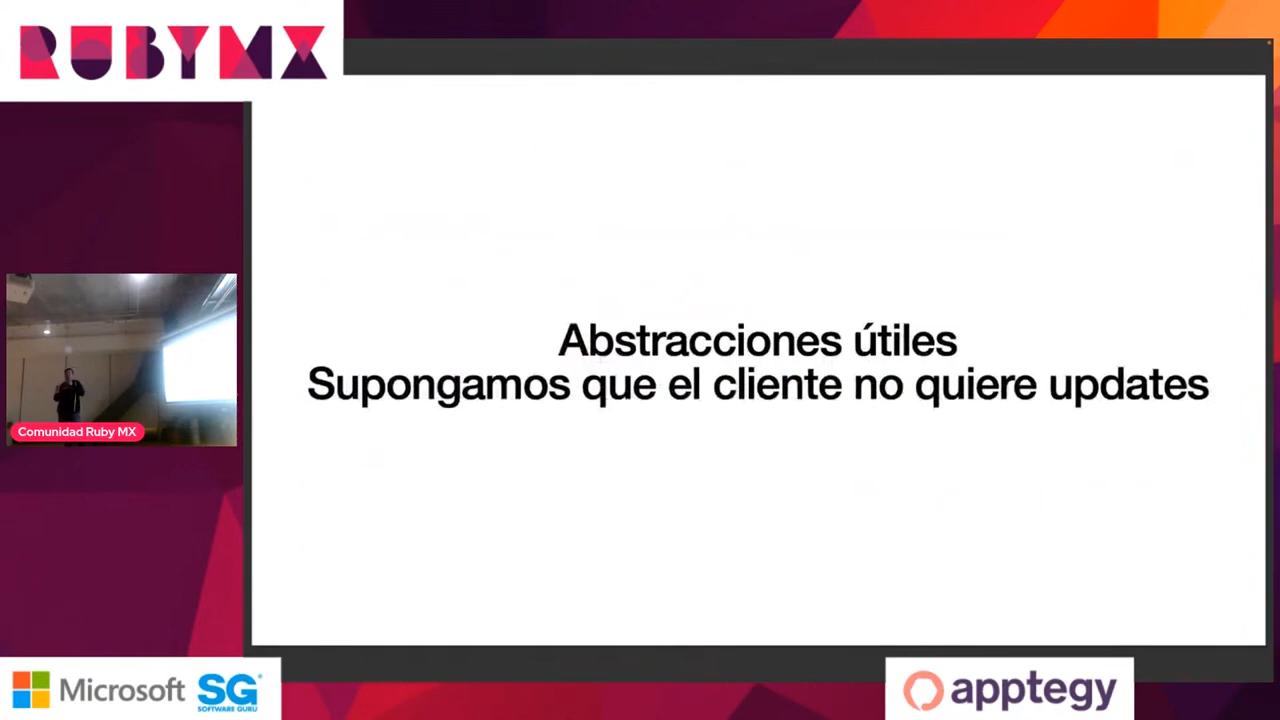 RUBYMX
Abstracciones útiles
Supongamos que el cliente no quiere updates
Comunidad Ruby MX
Microsoft
SG
SOFTWARE GURU
apptegy